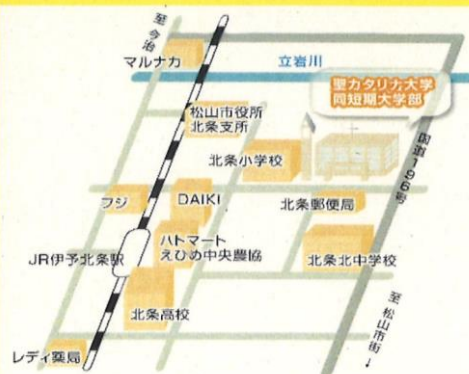 至今治
マルナカ
立岩川
聖カタリナ大学
同短期大学部
国道196号
松山市役所
北条支所
北条小学校
フジ
DAIKI
北条郵便局
JR伊予北条駅
ハトマート
えひめ中央農協
北条北中学校
北条高校
至松山市街→
レディ薬局